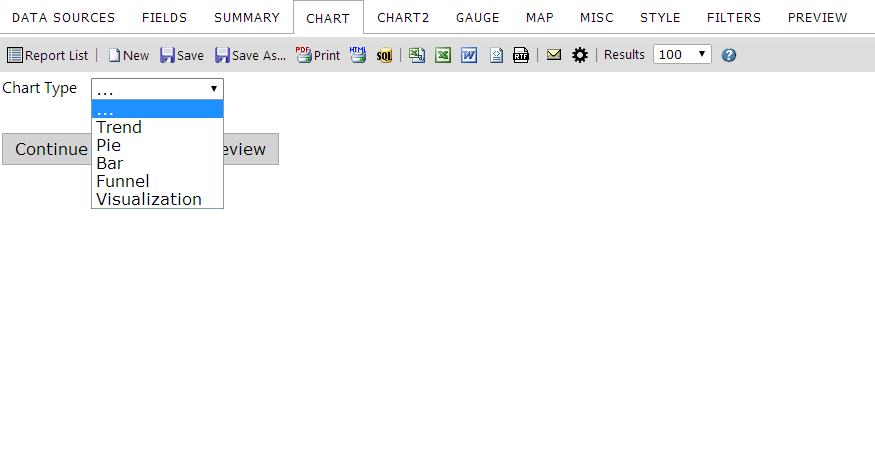 DATA SOURCES FIELDS SUMMARY CHART CHART2 GAUGE MAP MISC STYLE FILTERS PREVIEW
Report List | New Save Save As... PDF Print HTML SQL | W RTF | | Results 100 ?
Chart Type ...
...
Trend
Pie
Continue eview
Bar
Funnel
Visualization